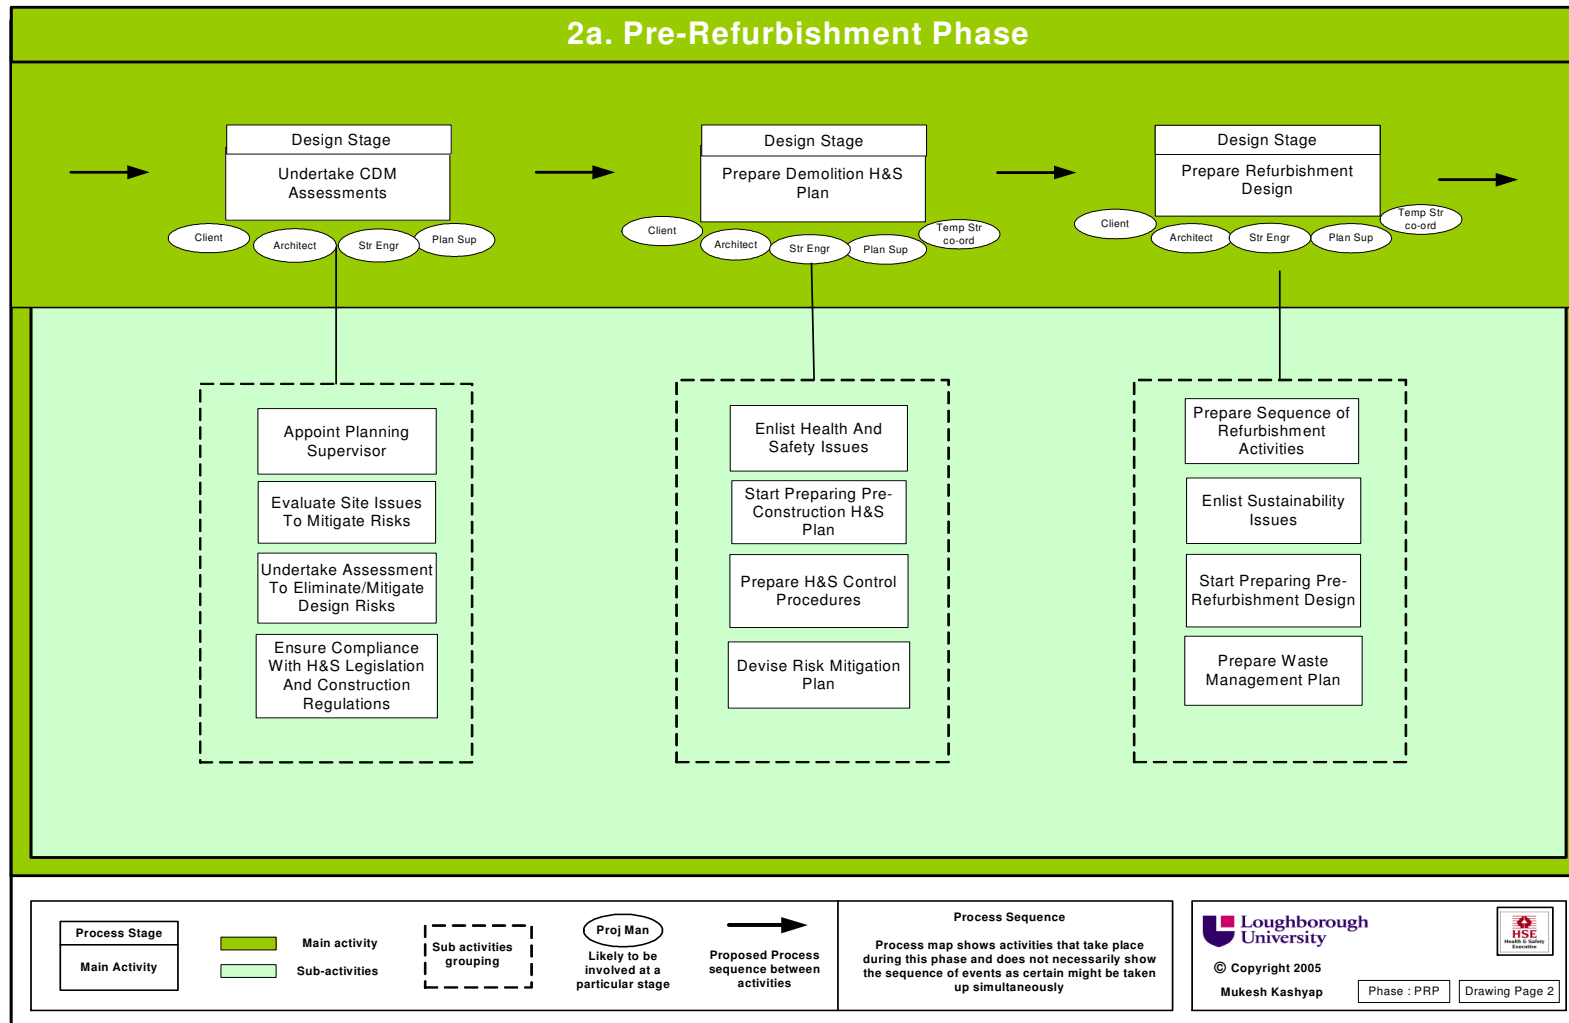 2a. Pre-Refurbishment Phase
Design Stage
Undertake CDM
Assessments
Client
Architect
Str Engr
Plan Sup
Design Stage
Prepare Demolition H&S
Plan
Client
Architect
Str Engr
Plan Sup
Temp Str
co-ord
Design Stage
Prepare Refurbishment
Design
Client
Architect
Str Engr
Plan Sup
Temp Str
co-ord
Appoint Planning
Supervisor
Evaluate Site Issues
To Mitigate Risks
Undertake Assessment
To Eliminate/Mitigate
Design Risks
Ensure Compliance
With H&S Legislation
And Construction
Regulations
Enlist Health And
Safety Issues
Start Preparing Pre-
Construction H&S
Plan
Prepare H&S Control
Procedures
Devise Risk Mitigation
Plan
Prepare Sequence of
Refurbishment
Activities
Enlist Sustainability
Issues
Start Preparing Pre-
Refurbishment Design
Prepare Waste
Management Plan
Process Stage
Main Activity
Main activity
Sub-activities
Sub activities
grouping
Proj Man
Likely to be
involved at a
particular stage
Proposed Process
sequence between
activities
Process Sequence
Process map shows activities that take place
during this phase and does not necessarily show
the sequence of events as certain might be taken
up simultaneously
Loughborough
University
HSE
Health & Safety
Executive
© Copyright 2005
Mukesh Kashyap
Phase : PRP
Drawing Page 2